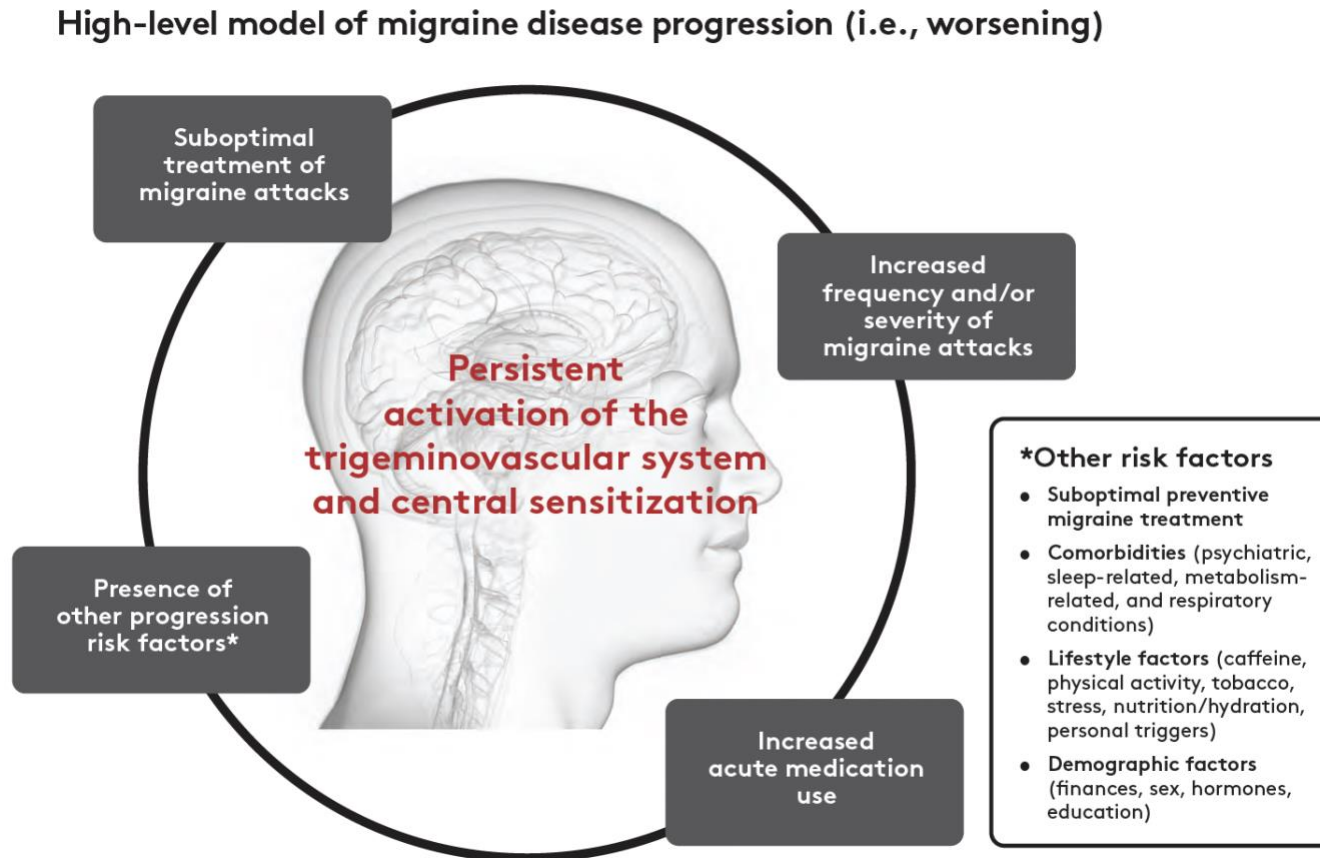 High-level model of migraine disease progression (i.e., worsening)
Suboptimal
treatment of
migraine attacks
Increased
frequency and/or
severity of
migraine attacks
Persistent
activation of the
trigeminovascular system
and central sensitization
Presence of
other progression
risk factors*
Increased
acute medication
use
*Other risk factors
• Suboptimal preventive
migraine treatment
• Comorbidities (psychiatric,
sleep-related, metabolism-
related, and respiratory
conditions)
• Lifestyle factors (caffeine,
physical activity, tobacco,
stress, nutrition/hydration,
personal triggers)
• Demographic factors
(finances, sex, hormones,
education)